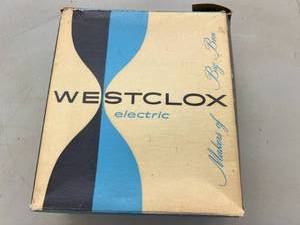 WESTCLOX
electric
Makers of Big Ben